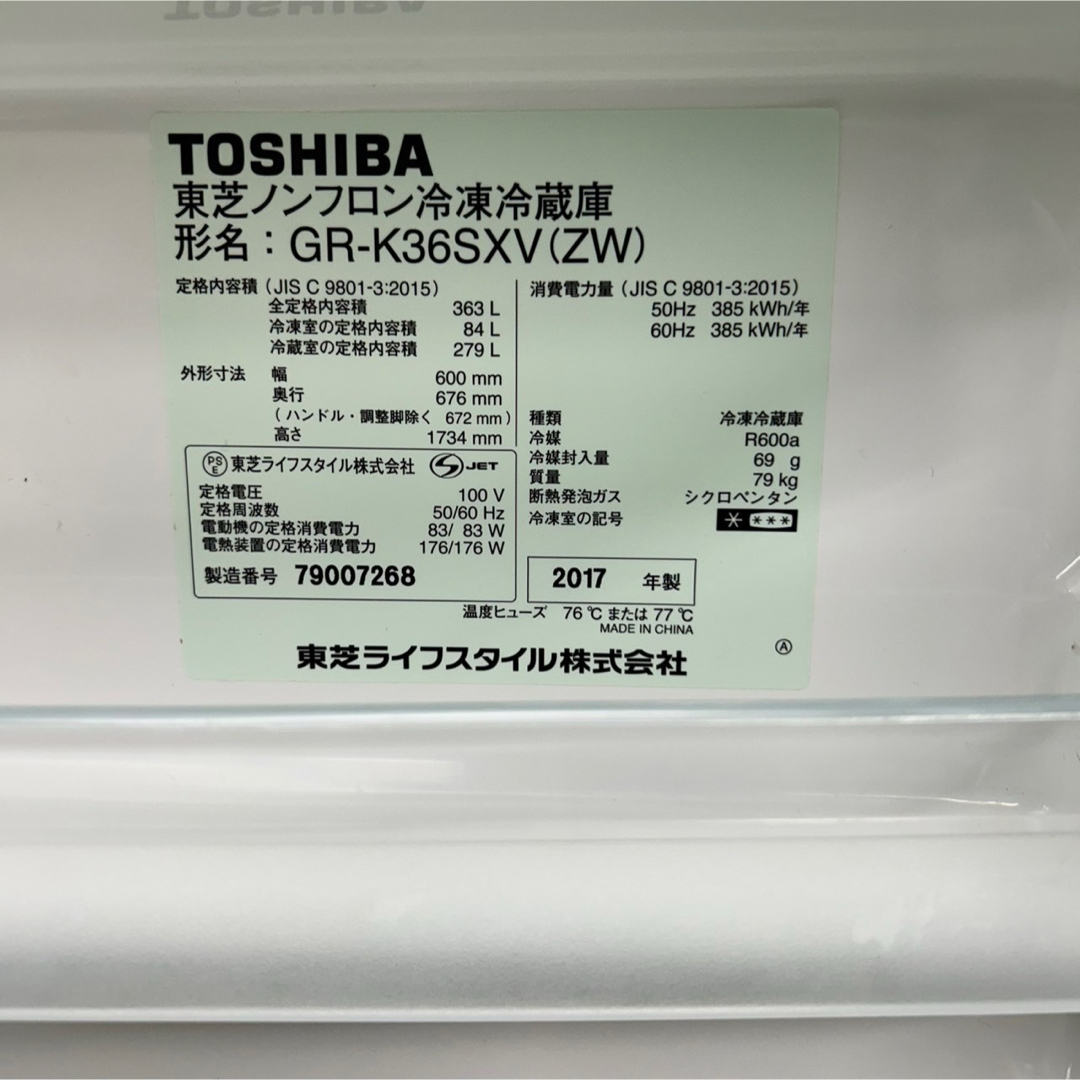 TOSHIBA
TOSHIBA
東芝ノンフロン冷凍冷蔵庫
形名：GR-K36SXV(ZW)
定格内容積（JIS C 9801-3:2015）
全定格内容積 363 L
冷凍室の定格内容積 84 L
冷蔵室の定格内容積 279 L
外形寸法 幅 600 mm
奥行 676 mm
（ハンドル・調整脚除く 672 mm）
高さ 1734 mm
消費電力量（JIS C 9801-3:2015）
50Hz 385 kWh/年
60Hz 385 kWh/年
種類 冷凍冷蔵庫
冷媒 R600a
冷媒封入量 69 g
質量 79 kg
断熱発泡ガス シクロペンタン
冷凍室の記号 * ***
PSE 東芝ライフスタイル株式会社 S JET
定格電圧 100 V
定格周波数 50/60 Hz
電動機の定格消費電力 83/ 83 W
電熱装置の定格消費電力 176/176 W
製造番号 79007268
2017 年製
温度ヒューズ 76 ℃ または 77 ℃
MADE IN CHINA
東芝ライフスタイル株式会社
Ⓐ